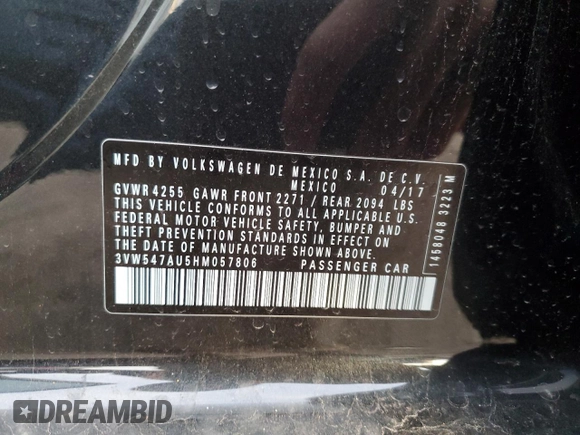 MFD BY VOLKSWAGEN DE MEXICO S.A. DE C.V.
MEXICO 04/17
GVWR 4255 GAWR FRONT 2271 / REAR 2094 LBS
THIS VEHICLE CONFORMS TO ALL APPLICABLE U.S.
FEDERAL MOTOR VEHICLE SAFETY, BUMPER AND
THEFT PREVENTION STANDARDS IN EFFECT ON
THE DATE OF MANUFACTURE SHOWN ABOVE.
3VW547AU5HM057806 PASSENGER CAR
1458048 3223 M
DREAMBID